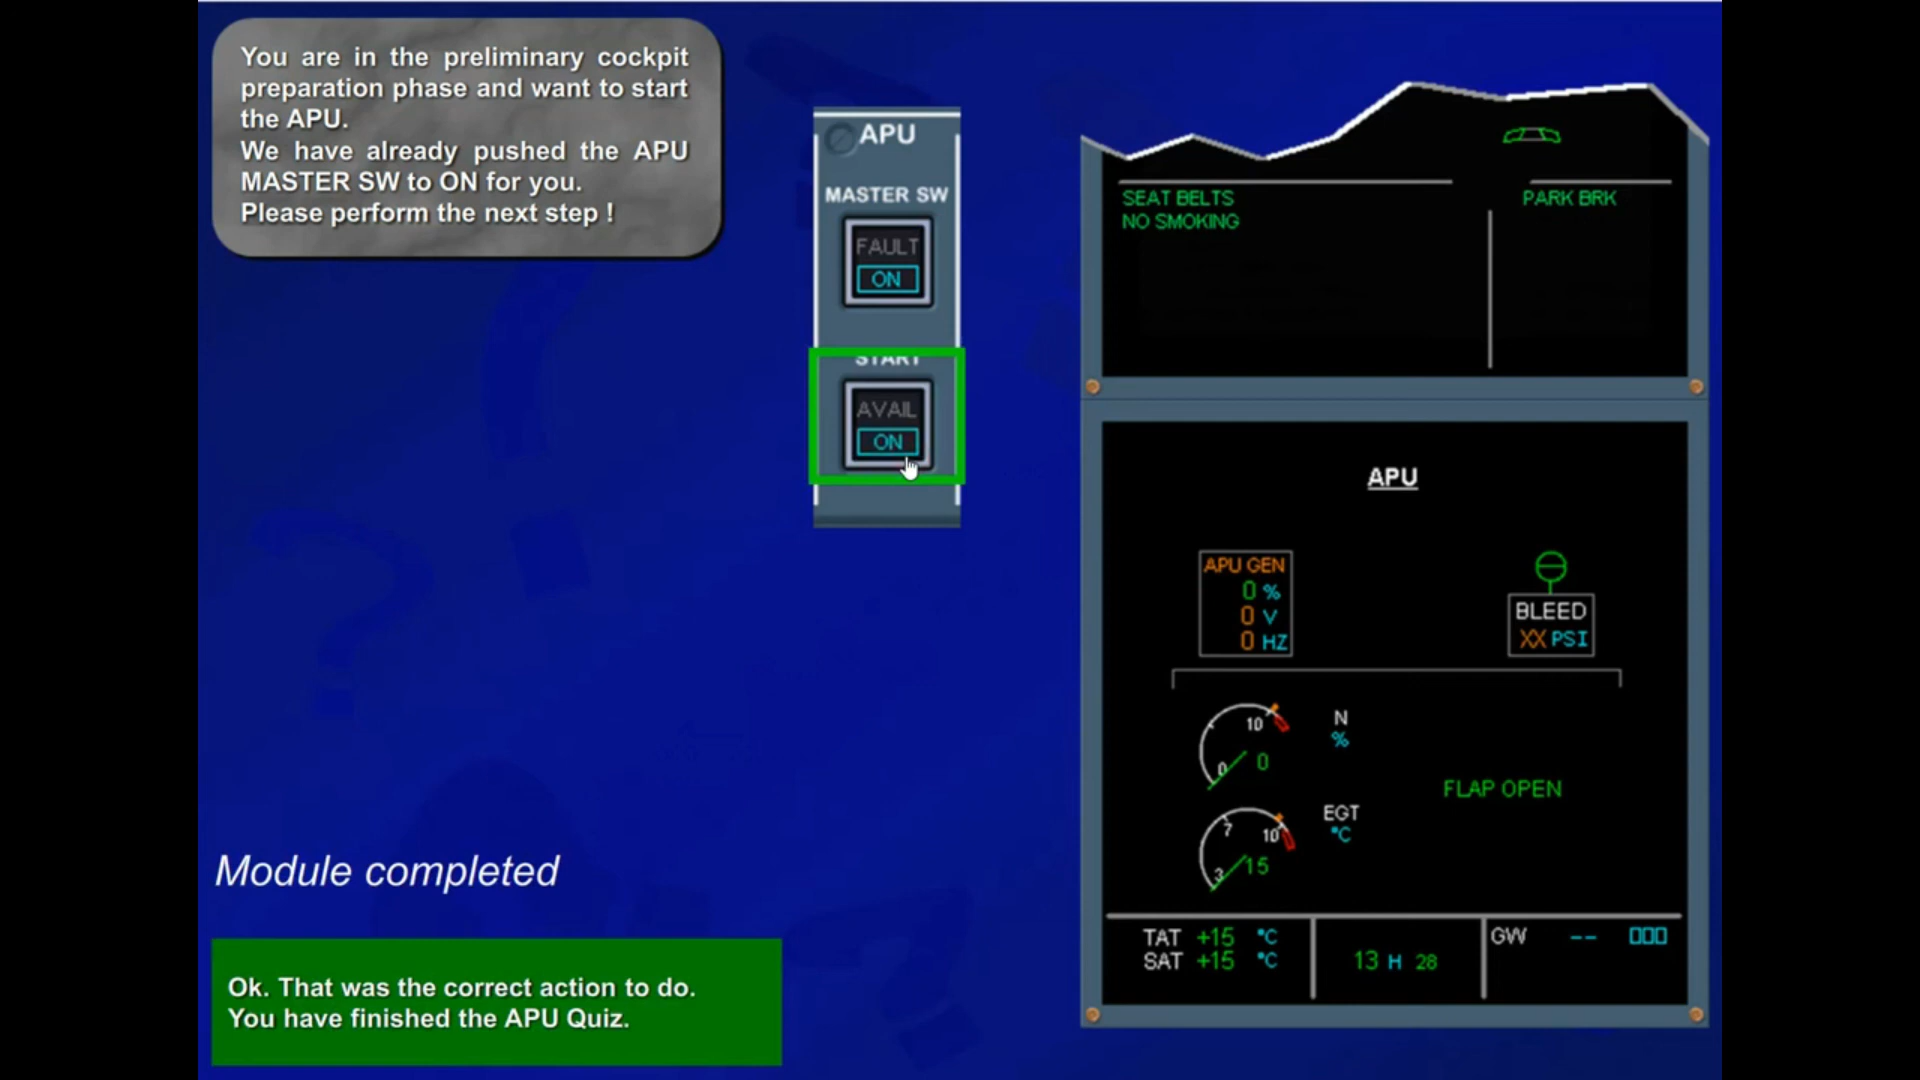 You are in the preliminary cockpit
preparation phase and want to start
the APU.
We have already pushed the APU
MASTER SW to ON for you.
Please perform the next step !
APU
MASTER SW
FAULT
ON
START
AVAIL
ON
SEAT BELTS
NO SMOKING
PARK BRK
APU
APU GEN
0 %
0 V
0 HZ
BLEED
XX PSI
10
0
0
N
%
FLAP OPEN
7
10
3
15
EGT
°C
TAT +15 °C
SAT +15 °C
13 H 28
GW -- 000
Module completed
Ok. That was the correct action to do.
You have finished the APU Quiz.